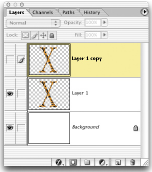 Layers Channels Paths History
Normal Opacity:
Lock: Fill:
X
Layer 1 copy
X
Layer 1
Background